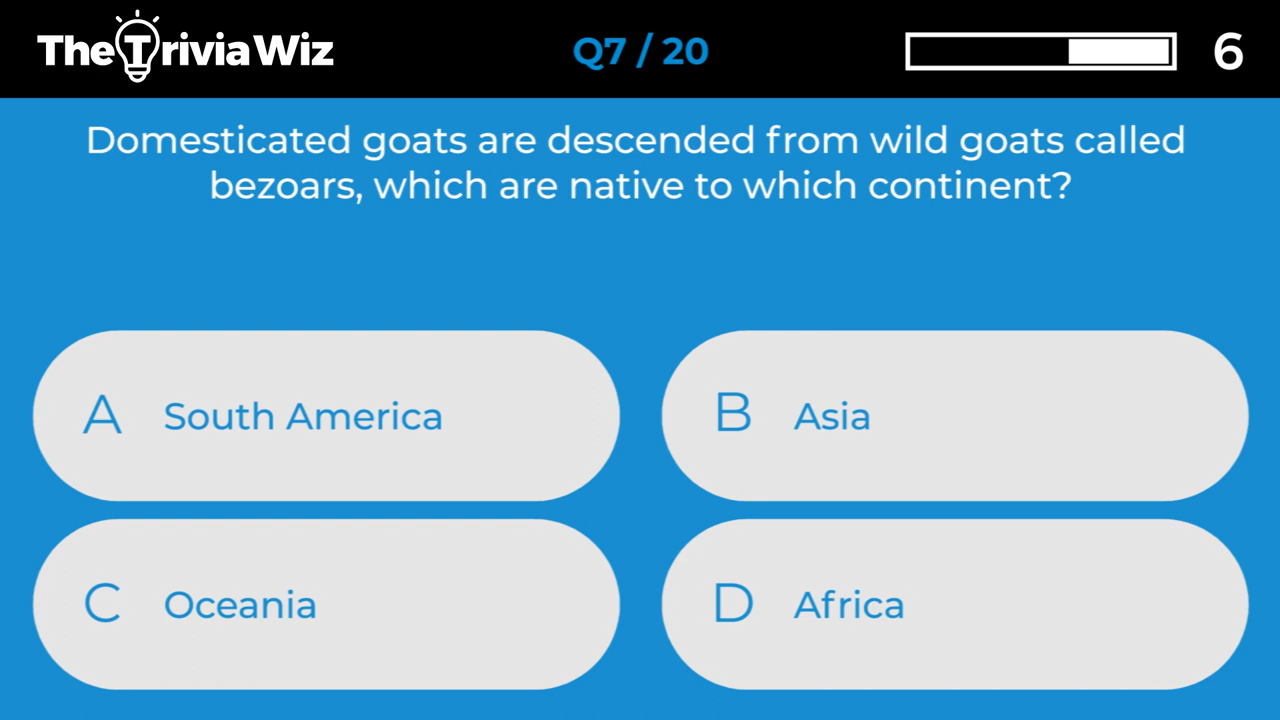 The Trivia Wiz
Q7 / 20
6
Domesticated goats are descended from wild goats called
bezoars, which are native to which continent?
A South America
B Asia
C Oceania
D Africa